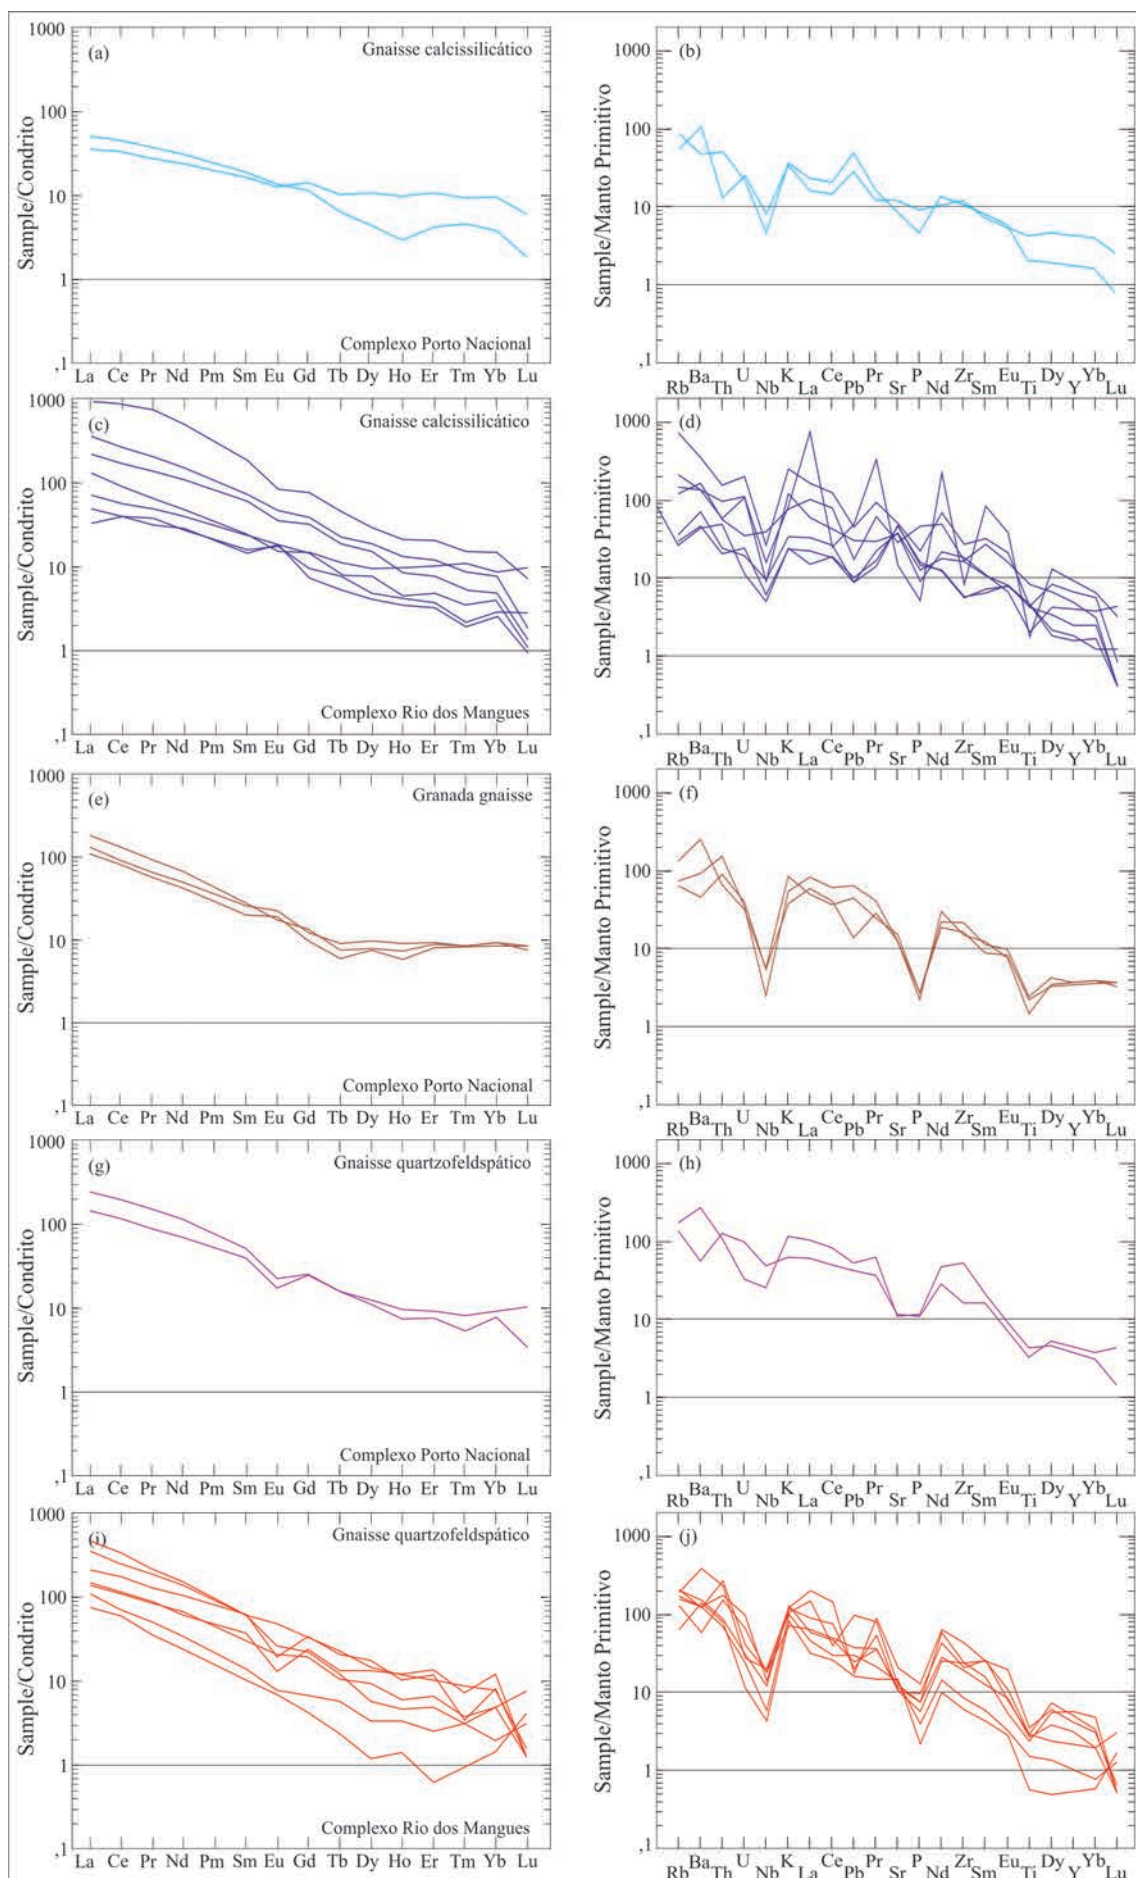 (a)
Gnaisse calcissilicático
1000
100
10
1
,1
Sample/Condrito
Complexo Porto Nacional
La Ce Pr Nd Pm Sm Eu Gd Tb Dy Ho Er Tm Yb Lu
(b)
1000
100
10
1
,1
Sample/Manto Primitivo
Rb Ba Th U Nb K La Ce Pb Pr Sr P Nd Zr Sm Eu Ti Dy Y Yb Lu
(c)
Gnaisse calcissilicático
1000
100
10
1
,1
Sample/Condrito
Complexo Rio dos Mangues
La Ce Pr Nd Pm Sm Eu Gd Tb Dy Ho Er Tm Yb Lu
(d)
1000
100
10
1
,1
Sample/Manto Primitivo
Rb Ba Th U Nb K La Ce Pb Pr Sr P Nd Zr Sm Eu Ti Dy Y Yb Lu
(e)
Granada gnaisse
1000
100
10
1
,1
Sample/Condrito
Complexo Porto Nacional
La Ce Pr Nd Pm Sm Eu Gd Tb Dy Ho Er Tm Yb Lu
(f)
1000
100
10
1
,1
Sample/Manto Primitivo
Rb Ba Th U Nb K La Ce Pb Pr Sr P Nd Zr Sm Eu Ti Dy Y Yb Lu
(g)
Gnaisse quartzofeldspático
1000
100
10
1
,1
Sample/Condrito
Complexo Porto Nacional
La Ce Pr Nd Pm Sm Eu Gd Tb Dy Ho Er Tm Yb Lu
(h)
1000
100
10
1
,1
Sample/Manto Primitivo
Rb Ba Th U Nb K La Ce Pb Pr Sr P Nd Zr Sm Eu Ti Dy Y Yb Lu
(i)
Gnaisse quartzofeldspático
1000
100
10
1
,1
Sample/Condrito
Complexo Rio dos Mangues
La Ce Pr Nd Pm Sm Eu Gd Tb Dy Ho Er Tm Yb Lu
(j)
1000
100
10
1
,1
Sample/Manto Primitivo
Rb Ba Th U Nb K La Ce Pb Pr Sr P Nd Zr Sm Eu Ti Dy Y Yb Lu